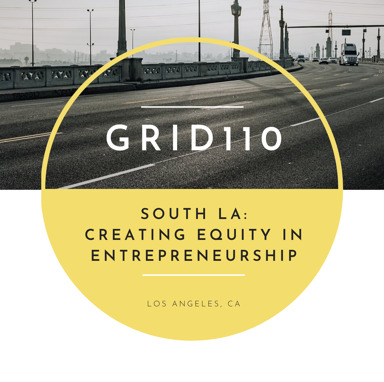 GRID110
SOUTH LA:
CREATING EQUITY IN
ENTREPRENEURSHIP
LOS ANGELES, CA